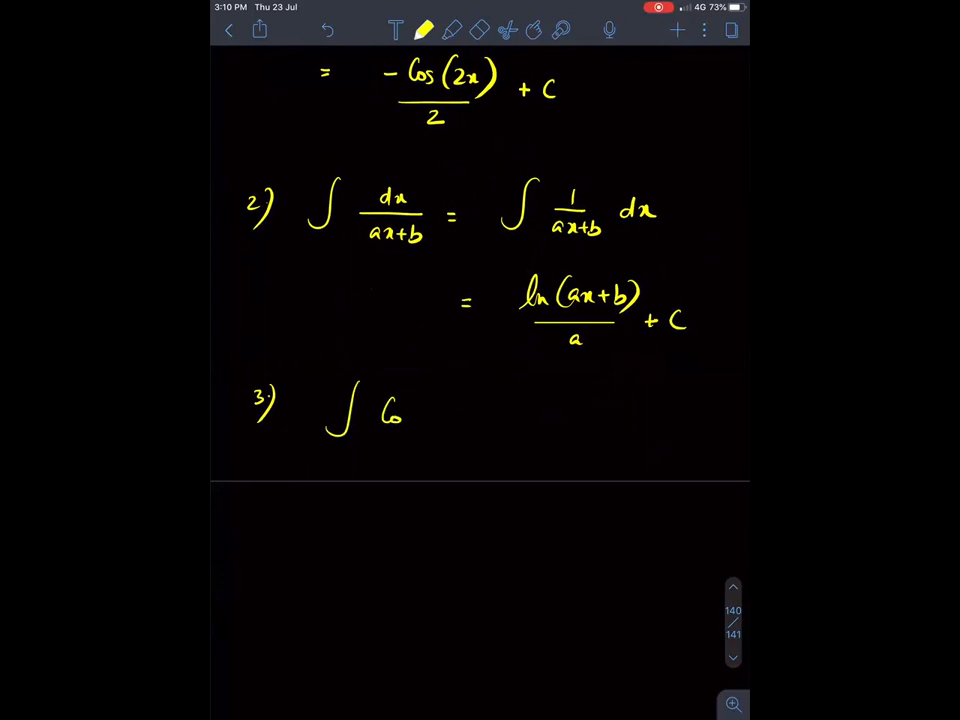 3:10 PM Thu 23 Jul 4G 73%
= -Cos(2x)/2 + C
2) ∫ dx/(ax+b) = ∫ 1/(ax+b) dx
= ln(ax+b)/a + C
3) ∫ Co
140
/
141